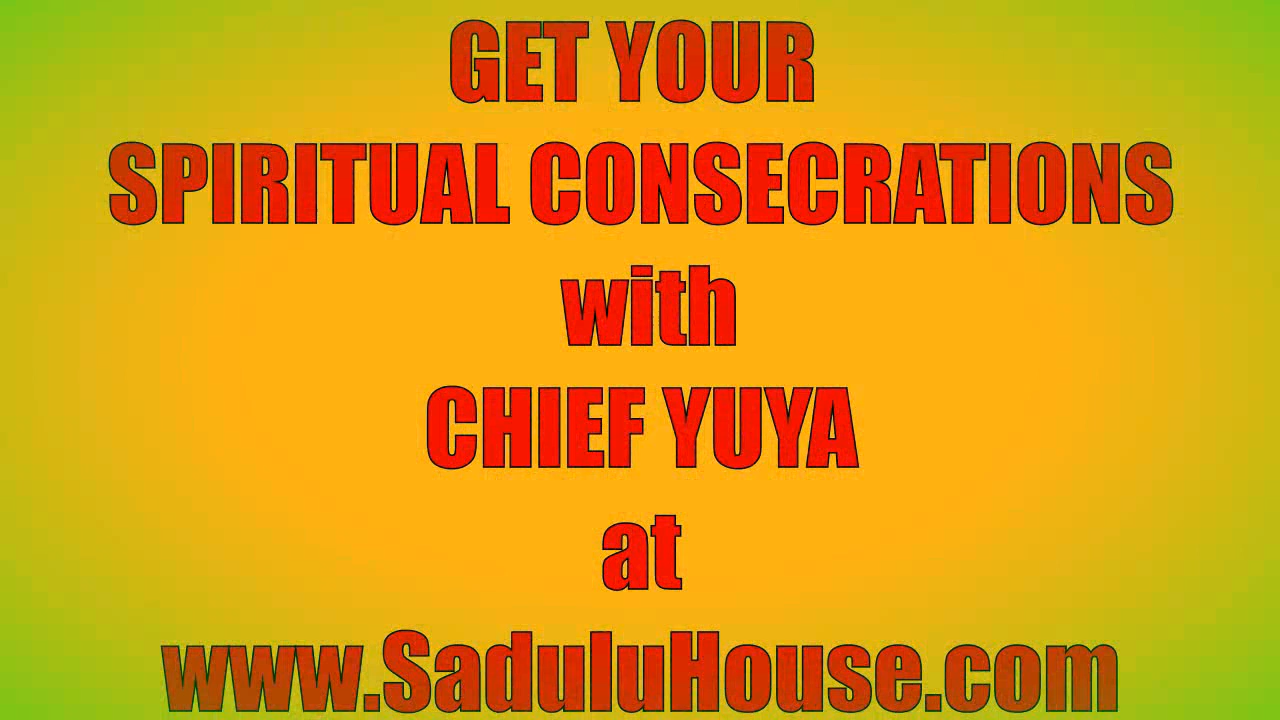 GET YOUR
SPIRITUAL CONSECRATIONS
with
CHIEF YUYA
at
www.SaduluHouse.com